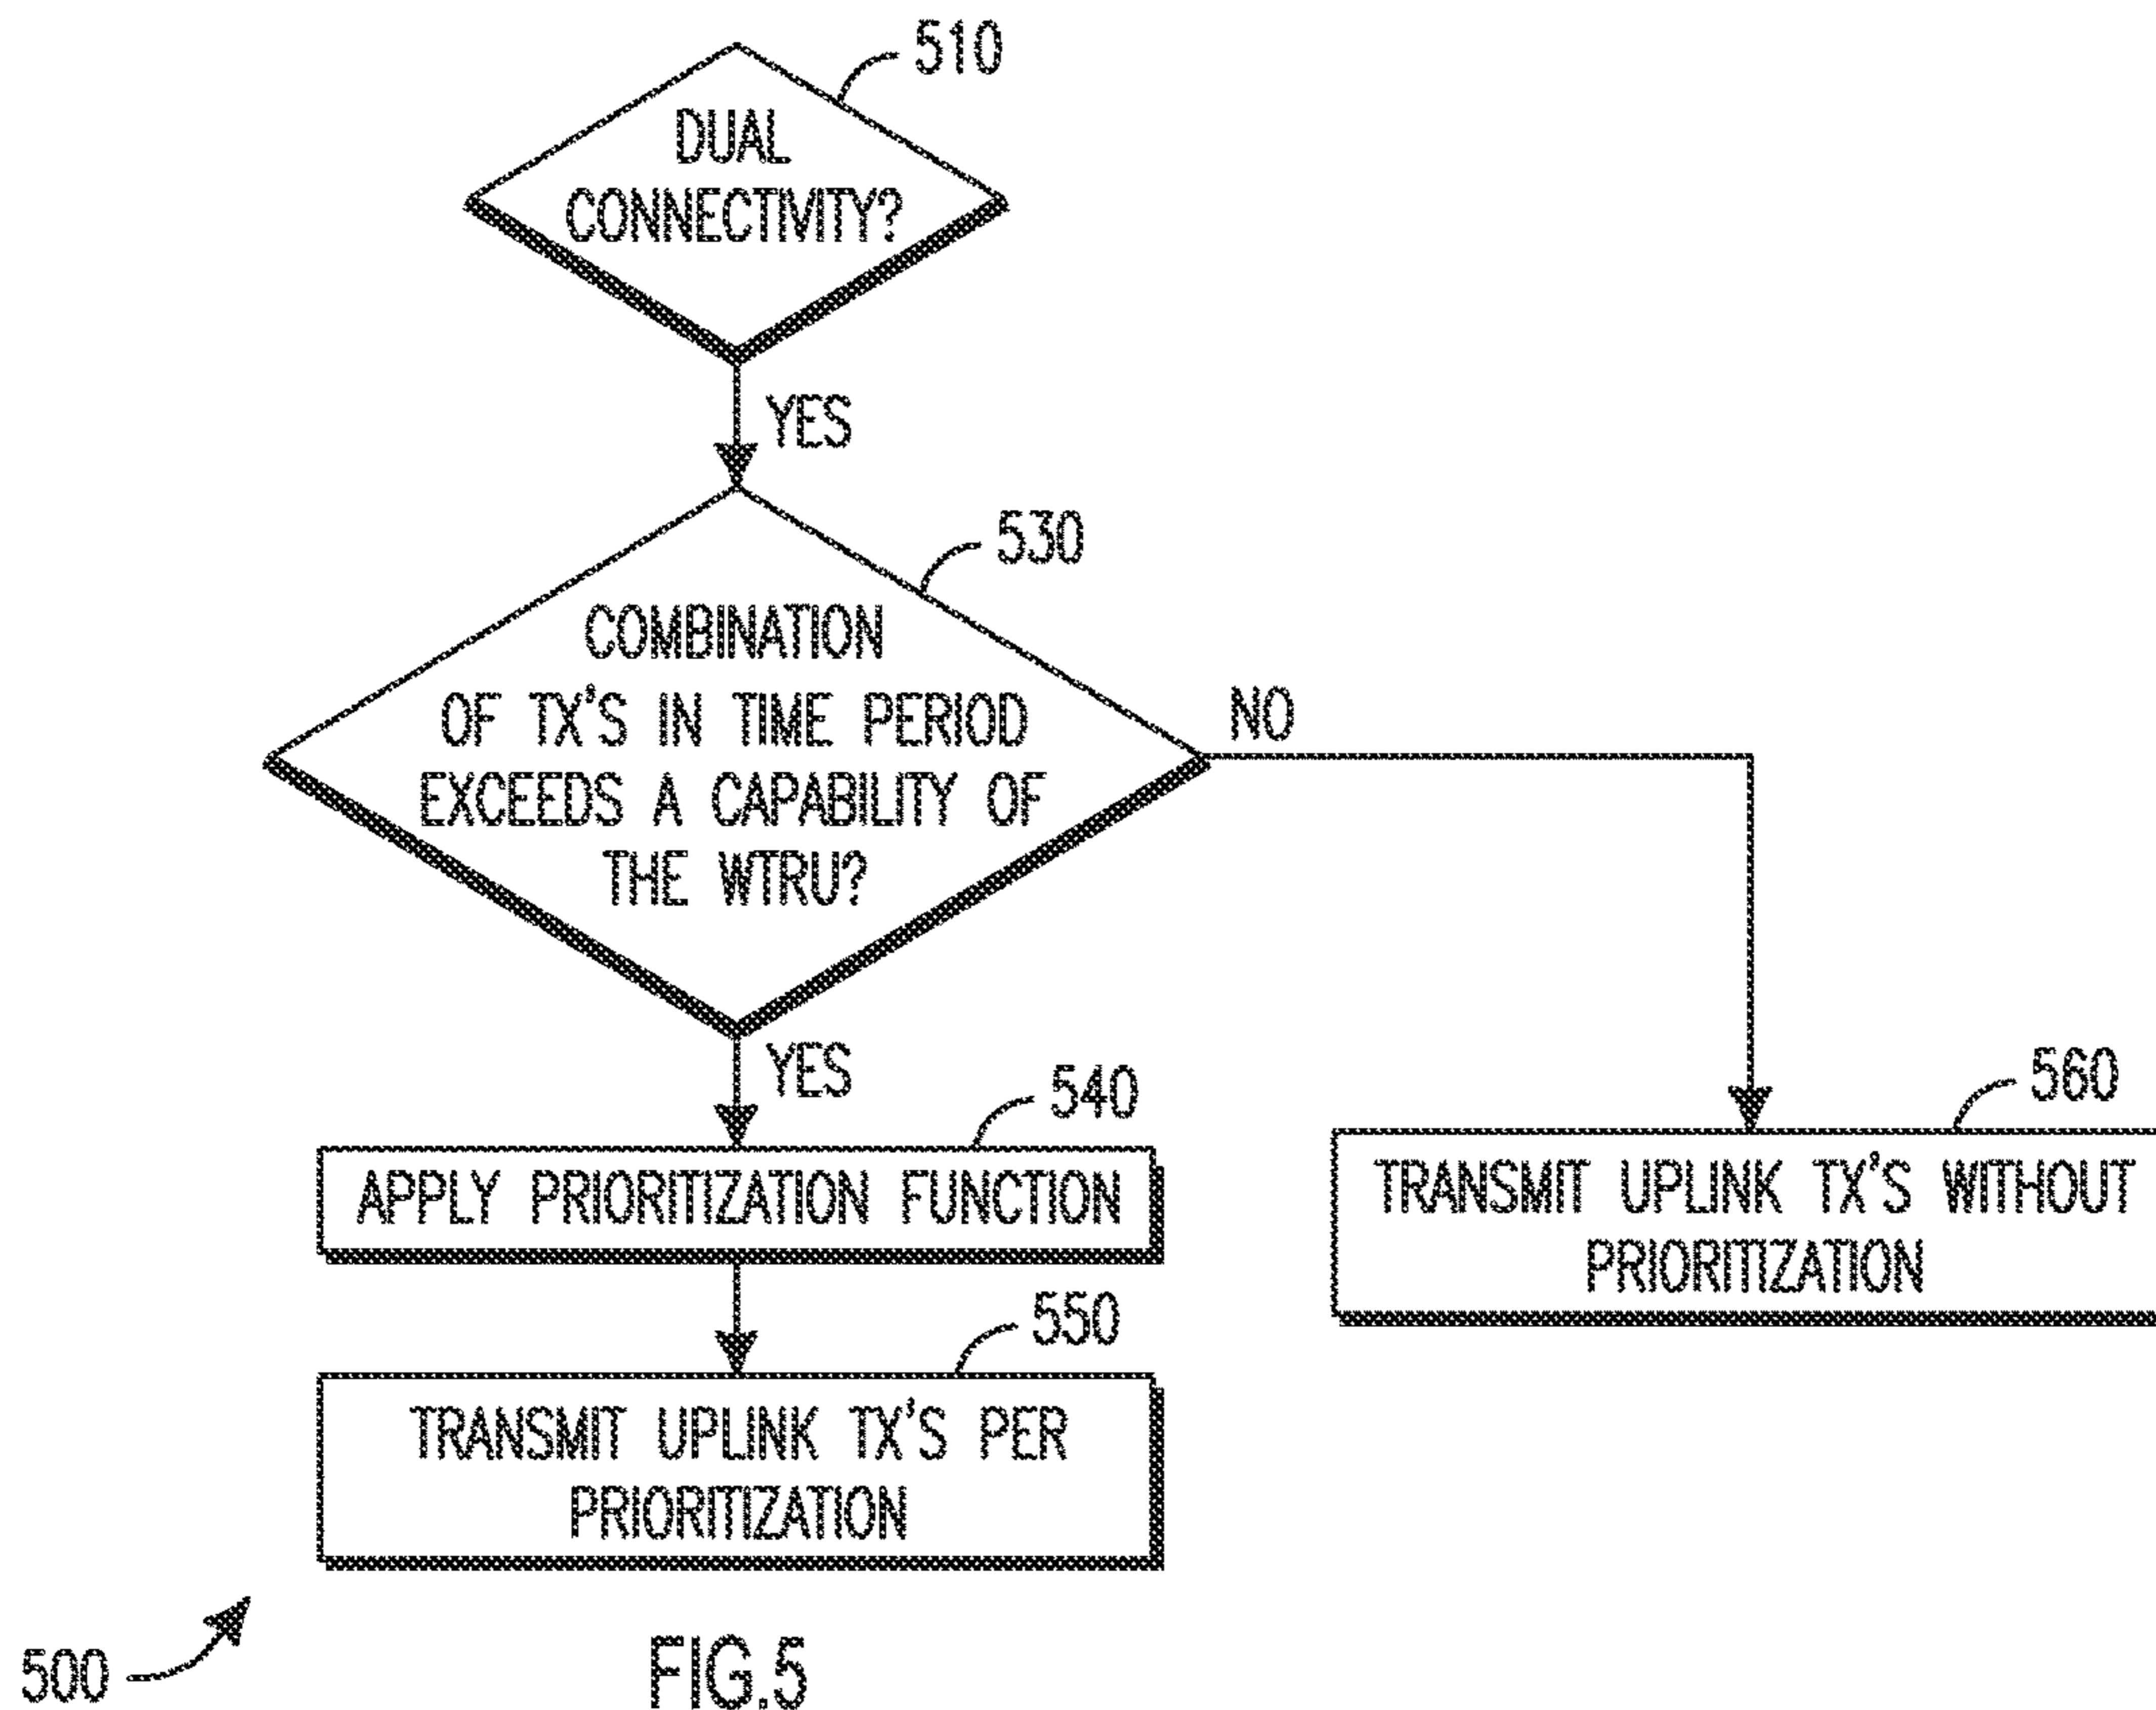 510
DUAL
CONNECTIVITY?
YES
530
COMBINATION
OF TX'S IN TIME PERIOD
EXCEEDS A CAPABILITY OF
THE WTRU?
NO
YES
540
APPLY PRIORITIZATION FUNCTION
560
TRANSMIT UPLINK TX'S WITHOUT
PRIORITIZATION
550
TRANSMIT UPLINK TX'S PER
PRIORITIZATION
500
FIG.5